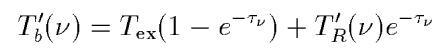 T′_b(ν) = T_ex(1 − e^{−τ_ν}) + T′_R(ν)e^{−τ_ν}